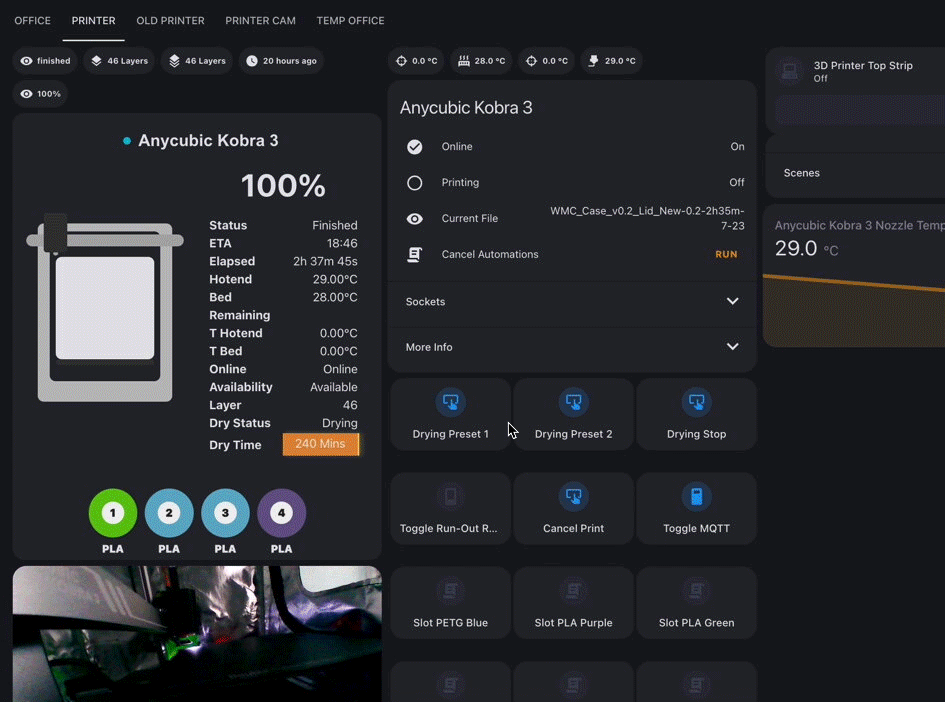 OFFICE
PRINTER
OLD PRINTER
PRINTER CAM
TEMP OFFICE
finished
46 Layers
46 Layers
20 hours ago
100%
Anycubic Kobra 3
100%
Status Finished
ETA 18:46
Elapsed 2h 37m 45s
Hotend 29.00°C
Bed 28.00°C
Remaining
T Hotend 0.00°C
T Bed 0.00°C
Online Online
Availability Available
Layer 46
Dry Status Drying
Dry Time 240 Mins
1 2 3 4
PLA PLA PLA PLA
0.0 °C
28.0 °C
0.0 °C
29.0 °C
Anycubic Kobra 3
Online On
Printing Off
Current File WMC_Case_v0.2_Lid_New-0.2-2h35m-
7-23
Cancel Automations RUN
Sockets
More Info
Drying Preset 1
Drying Preset 2
Drying Stop
Toggle Run-Out R...
Cancel Print
Toggle MQTT
Slot PETG Blue
Slot PLA Purple
Slot PLA Green
3D Printer Top Strip
Off
Scenes
Anycubic Kobra 3 Nozzle Temp
29.0 °C